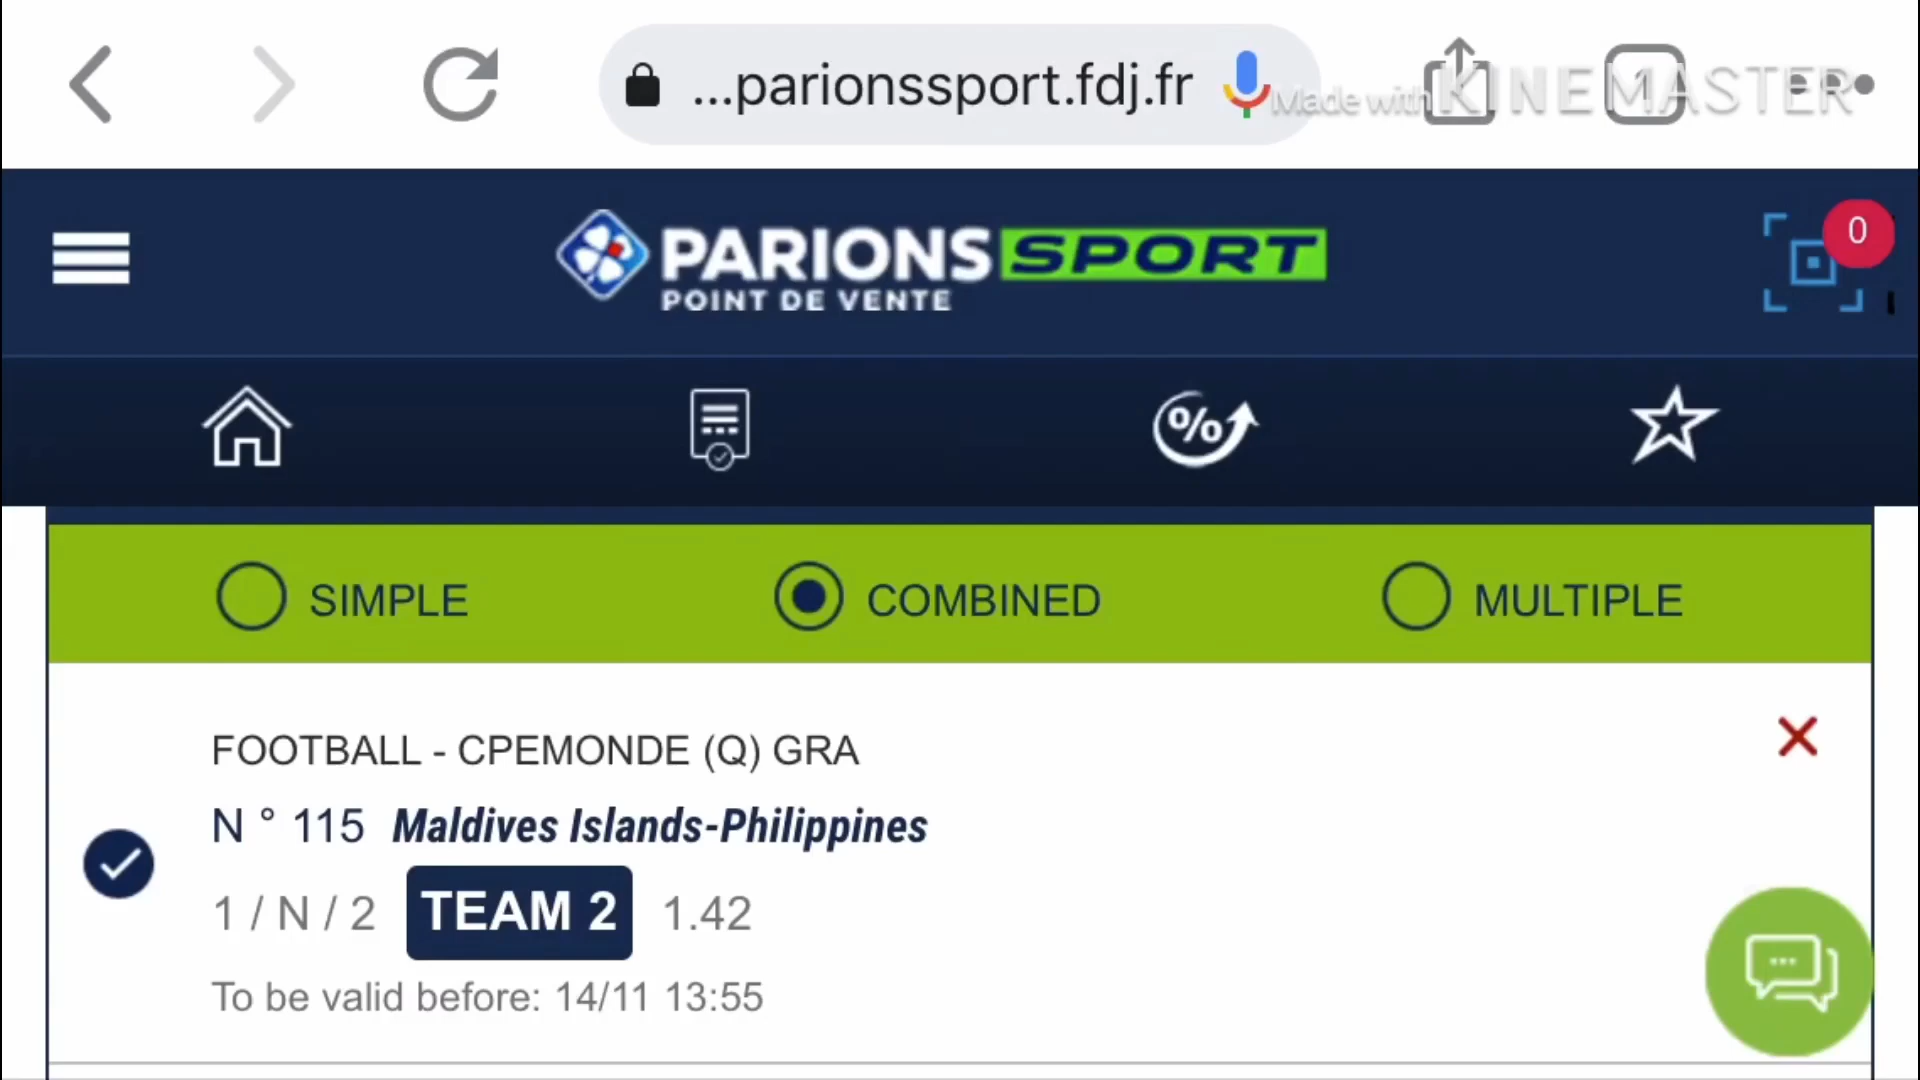 ...parionssport.fdj.fr
Made with KINEMASTER
1
PARIONS SPORT
POINT DE VENTE
0
%
SIMPLE
COMBINED
MULTIPLE
FOOTBALL - CPEMONDE (Q) GRA
N ° 115 Maldives Islands-Philippines
1 / N / 2 TEAM 2 1.42
To be valid before: 14/11 13:55